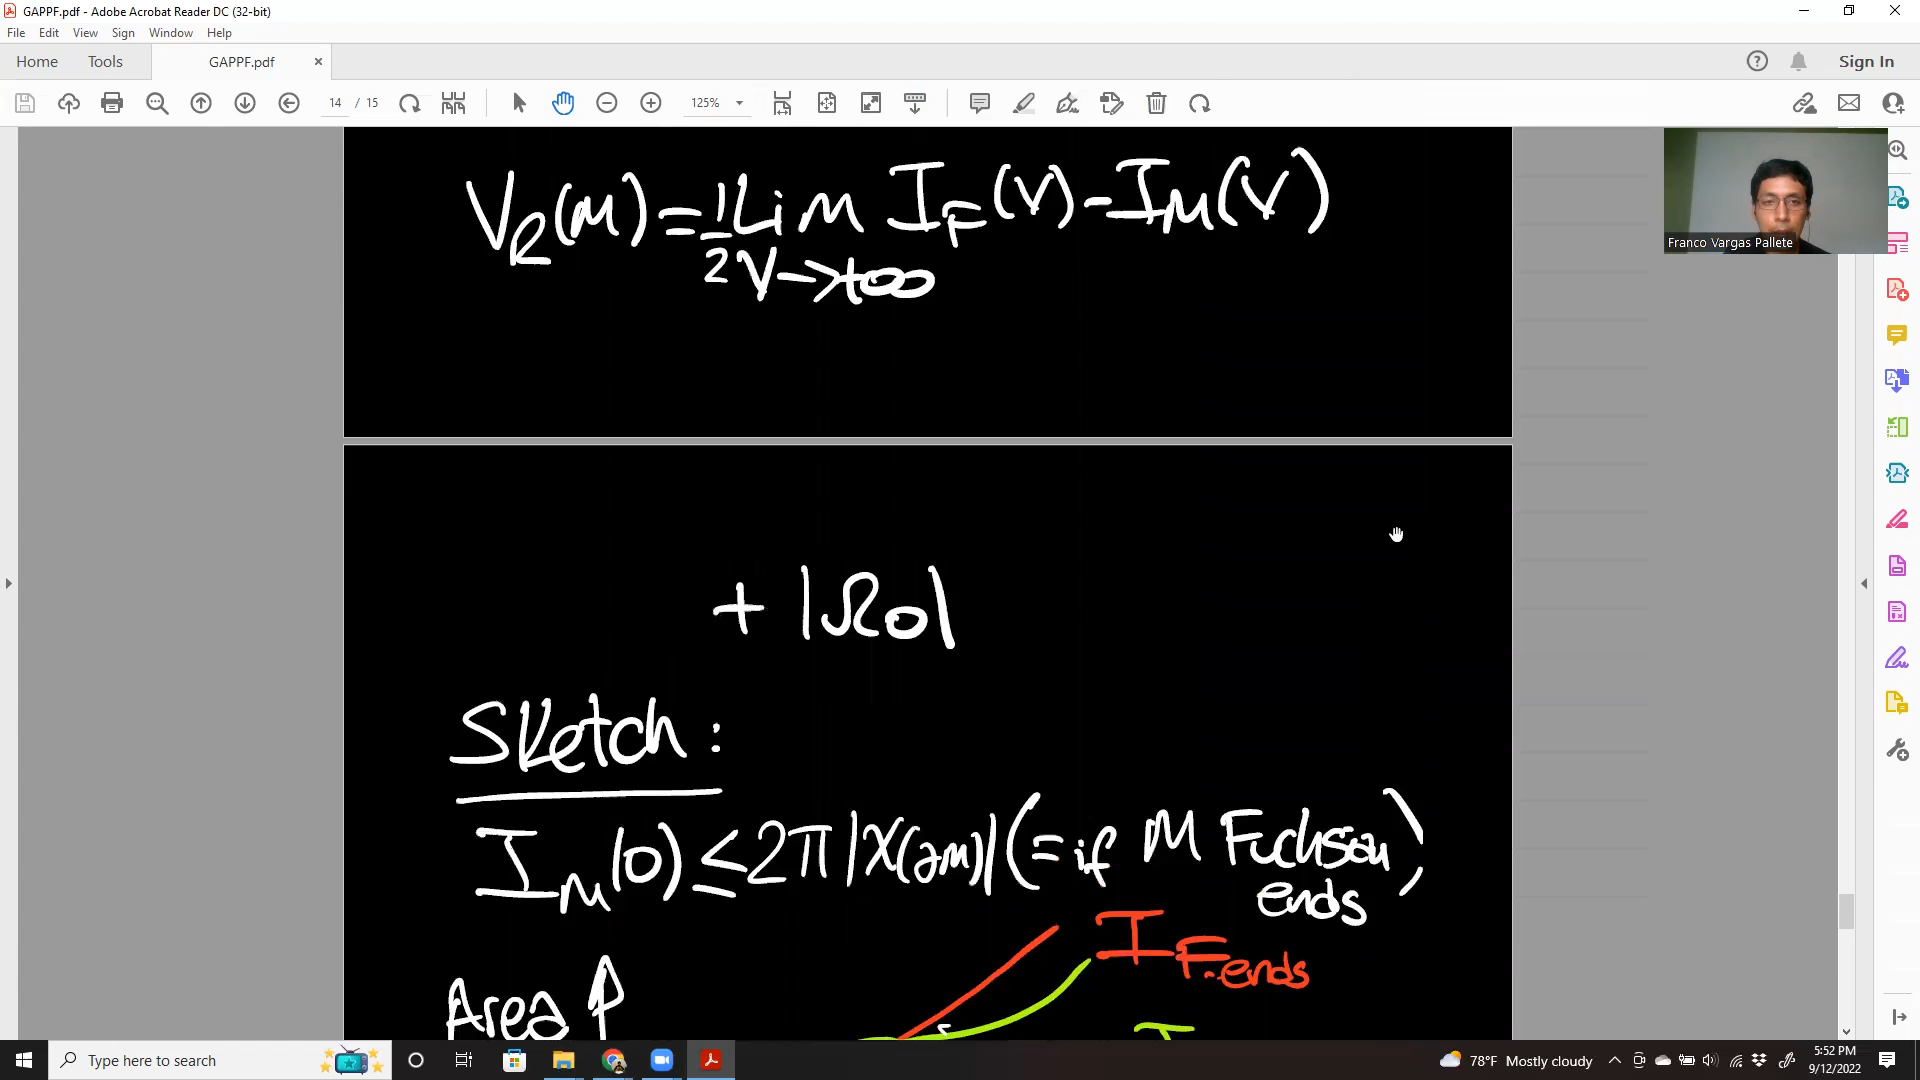 GAPPF.pdf - Adobe Acrobat Reader DC (32-bit)
File Edit View Sign Window Help
Home Tools GAPPF.pdf × Sign In
14 / 15 125%
V_R(M) = 1/2 Lim V→+∞ I_F(V) - I_M(V)
Franco Vargas Pallete
+ |Ω_0|
Sketch:
I_M(0) ≤ 2π|χ(∂M)| (= if M Fuchsian ends)
I_F.ends
Area
I
Type here to search
78°F Mostly cloudy
5:52 PM
9/12/2022